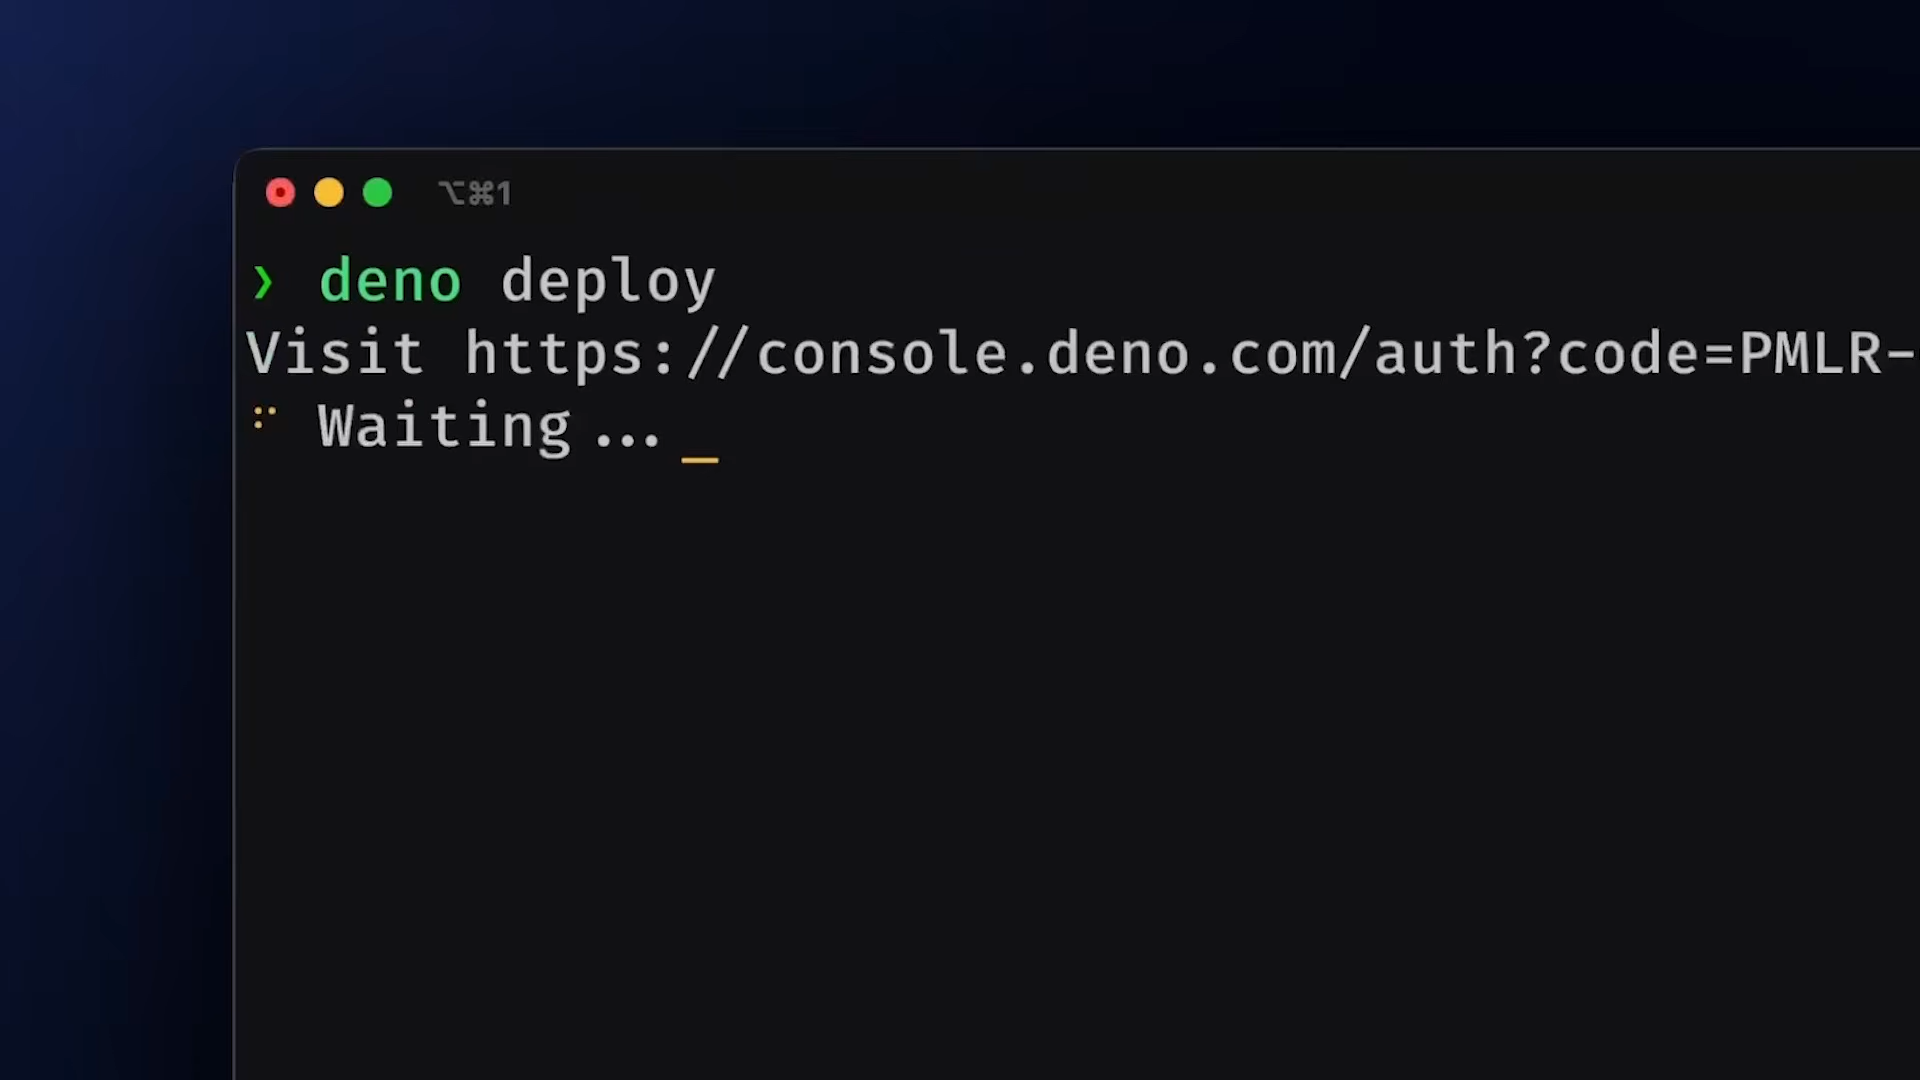 ⌥⌘1
❯ deno deploy
Visit https://console.deno.com/auth?code=PMLR-
⠋ Waiting...